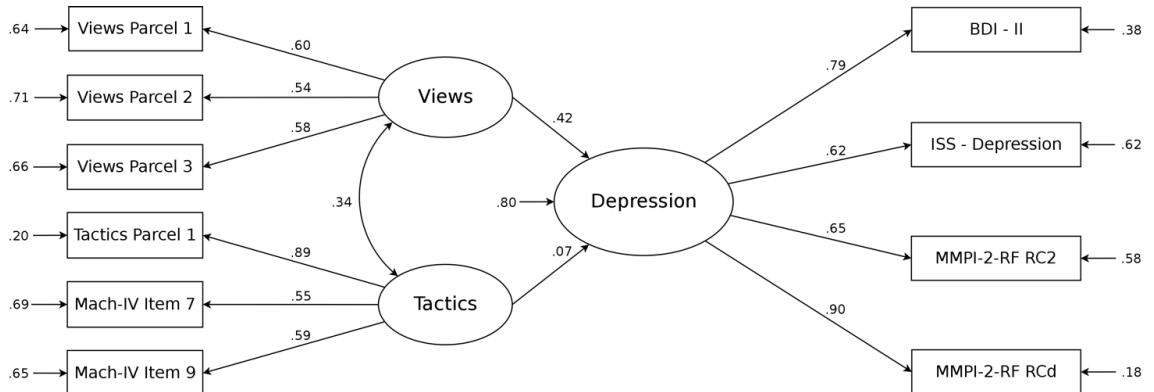 .64
Views Parcel 1
.60
.71
Views Parcel 2
.54
.66
Views Parcel 3
.58
.20
Tactics Parcel 1
.89
.69
Mach-IV Item 7
.55
.65
Mach-IV Item 9
.59
Views
.34
Tactics
.42
.07
.80
Depression
.79
BDI - II
.38
.62
ISS - Depression
.62
.65
MMPI-2-RF RC2
.58
.90
MMPI-2-RF RCd
.18